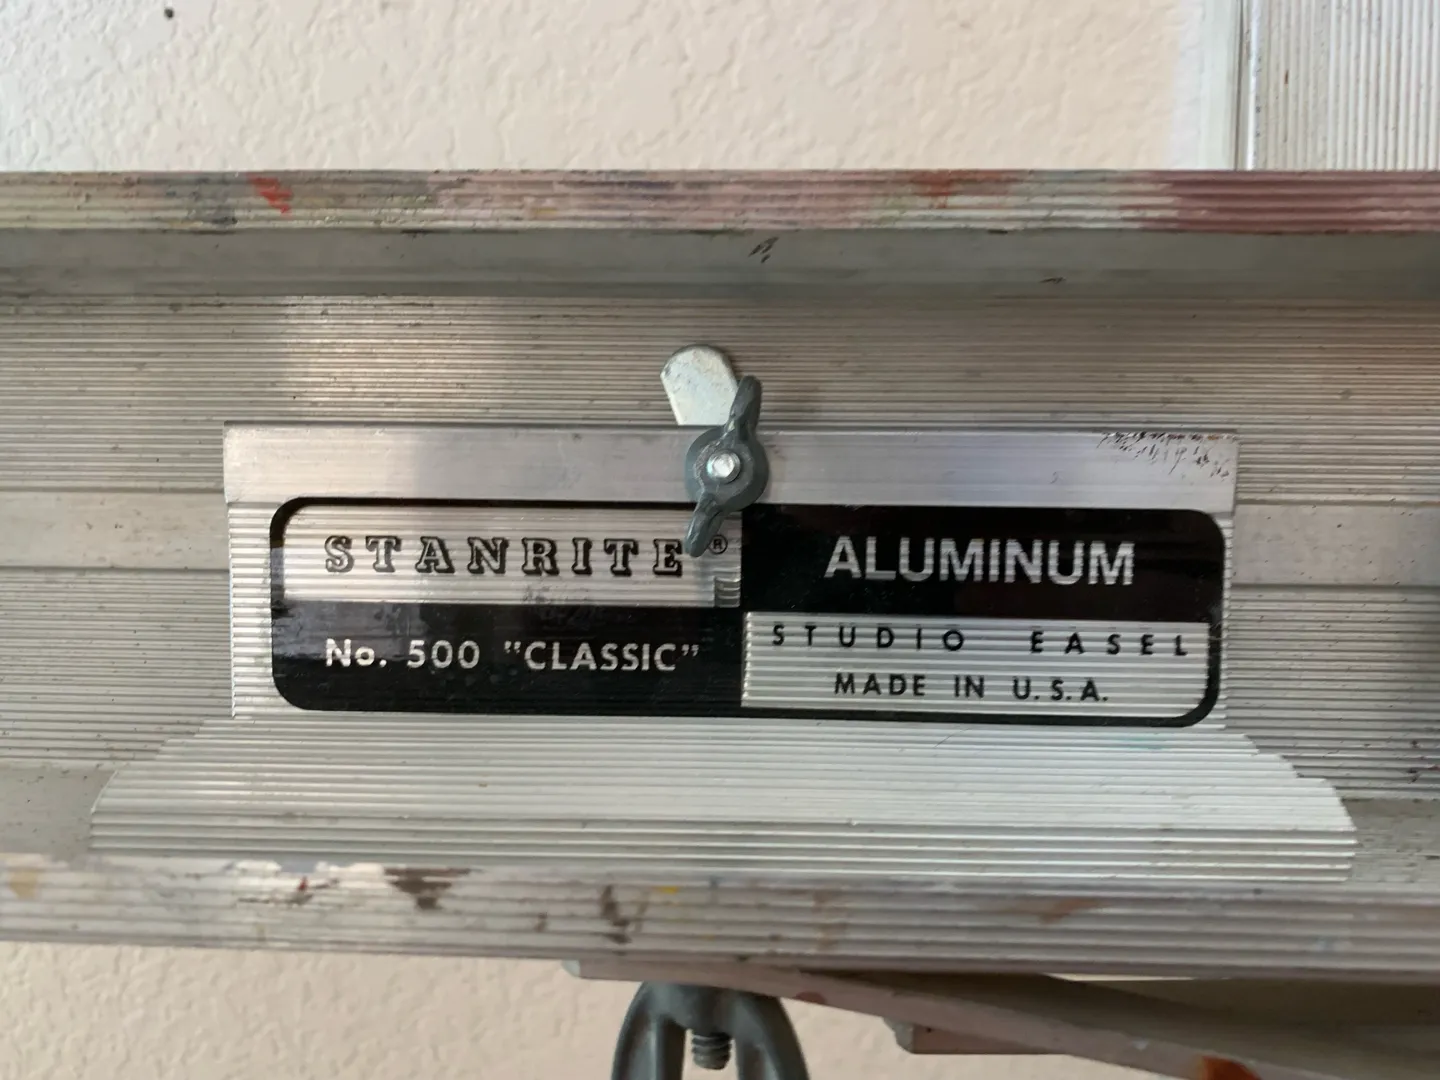 STANRITE®
No. 500 "CLASSIC"
ALUMINUM
STUDIO EASEL
MADE IN U.S.A.